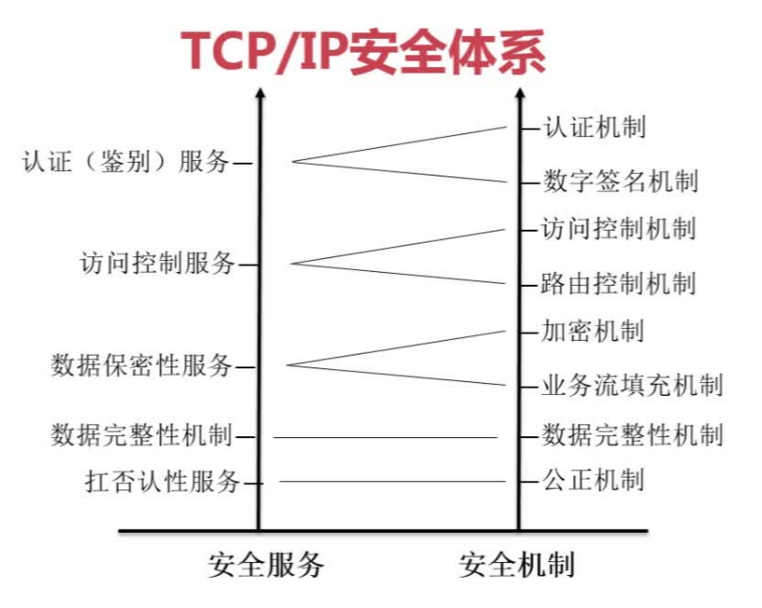 TCP/IP安全体系
认证（鉴别）服务
认证机制
数字签名机制
访问控制服务
访问控制机制
路由控制机制
数据保密性服务
加密机制
业务流填充机制
数据完整性机制
数据完整性机制
扛否认性服务
公正机制
安全服务
安全机制